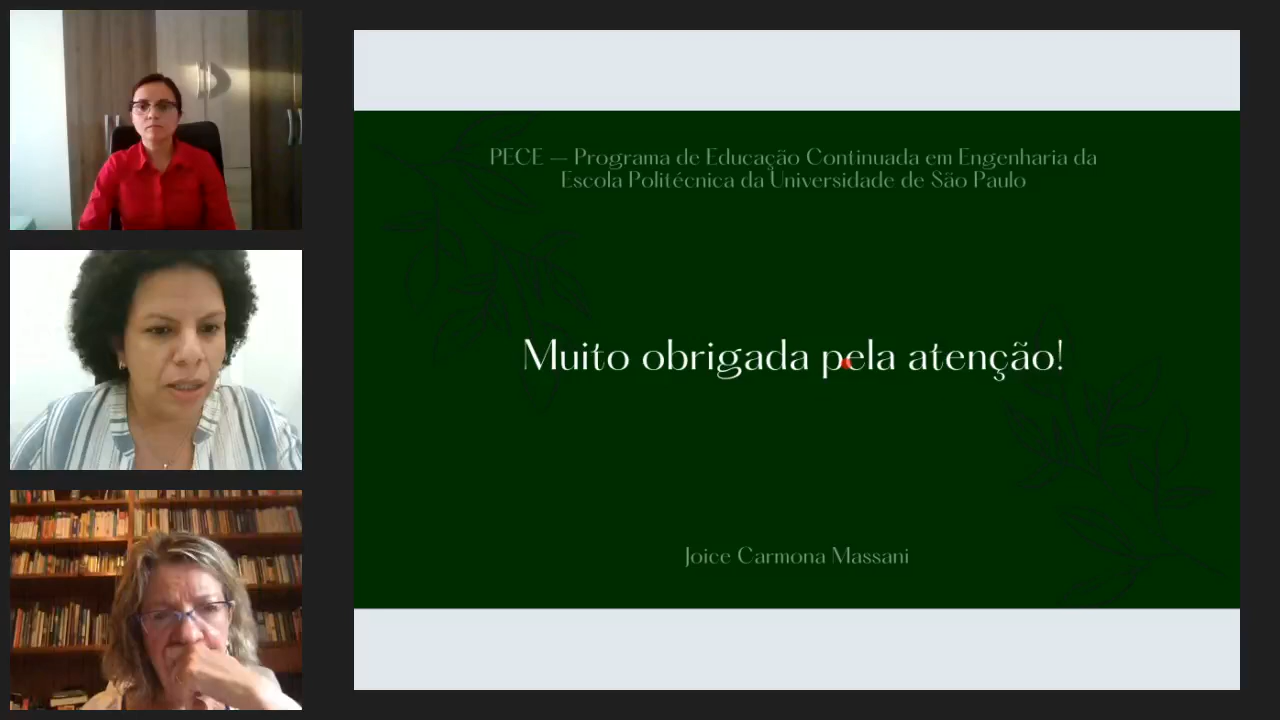 PECE — Programa de Educação Continuada em Engenharia da
Escola Politécnica da Universidade de São Paulo
Muito obrigada pela atenção!
Joice Carmona Massani